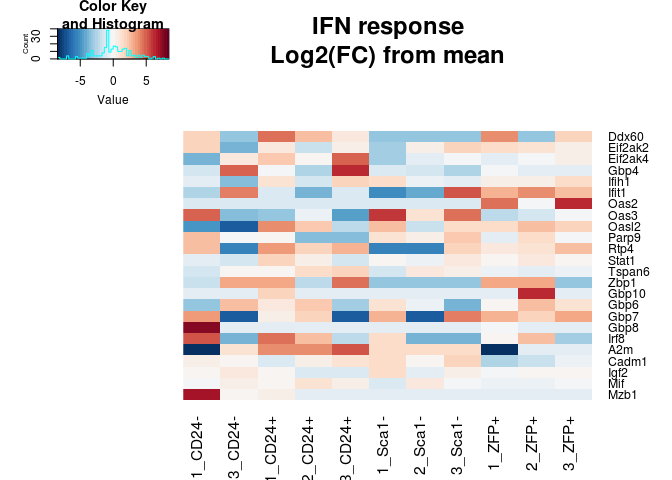 Color Key
and Histogram
Count
0 30
-5 0 5
Value
IFN response
Log2(FC) from mean
Ddx60
Eif2ak2
Eif2ak4
Gbp4
Ifih1
Ifit1
Oas2
Oas3
Oasl2
Parp9
Rtp4
Stat1
Tspan6
Zbp1
Gbp10
Gbp6
Gbp7
Gbp8
Irf8
A2m
Cadm1
Igf2
Mif
Mzb1
1_CD24-
3_CD24-
1_CD24+
2_CD24+
3_CD24+
1_Sca1-
2_Sca1-
3_Sca1-
1_ZFP+
2_ZFP+
3_ZFP+